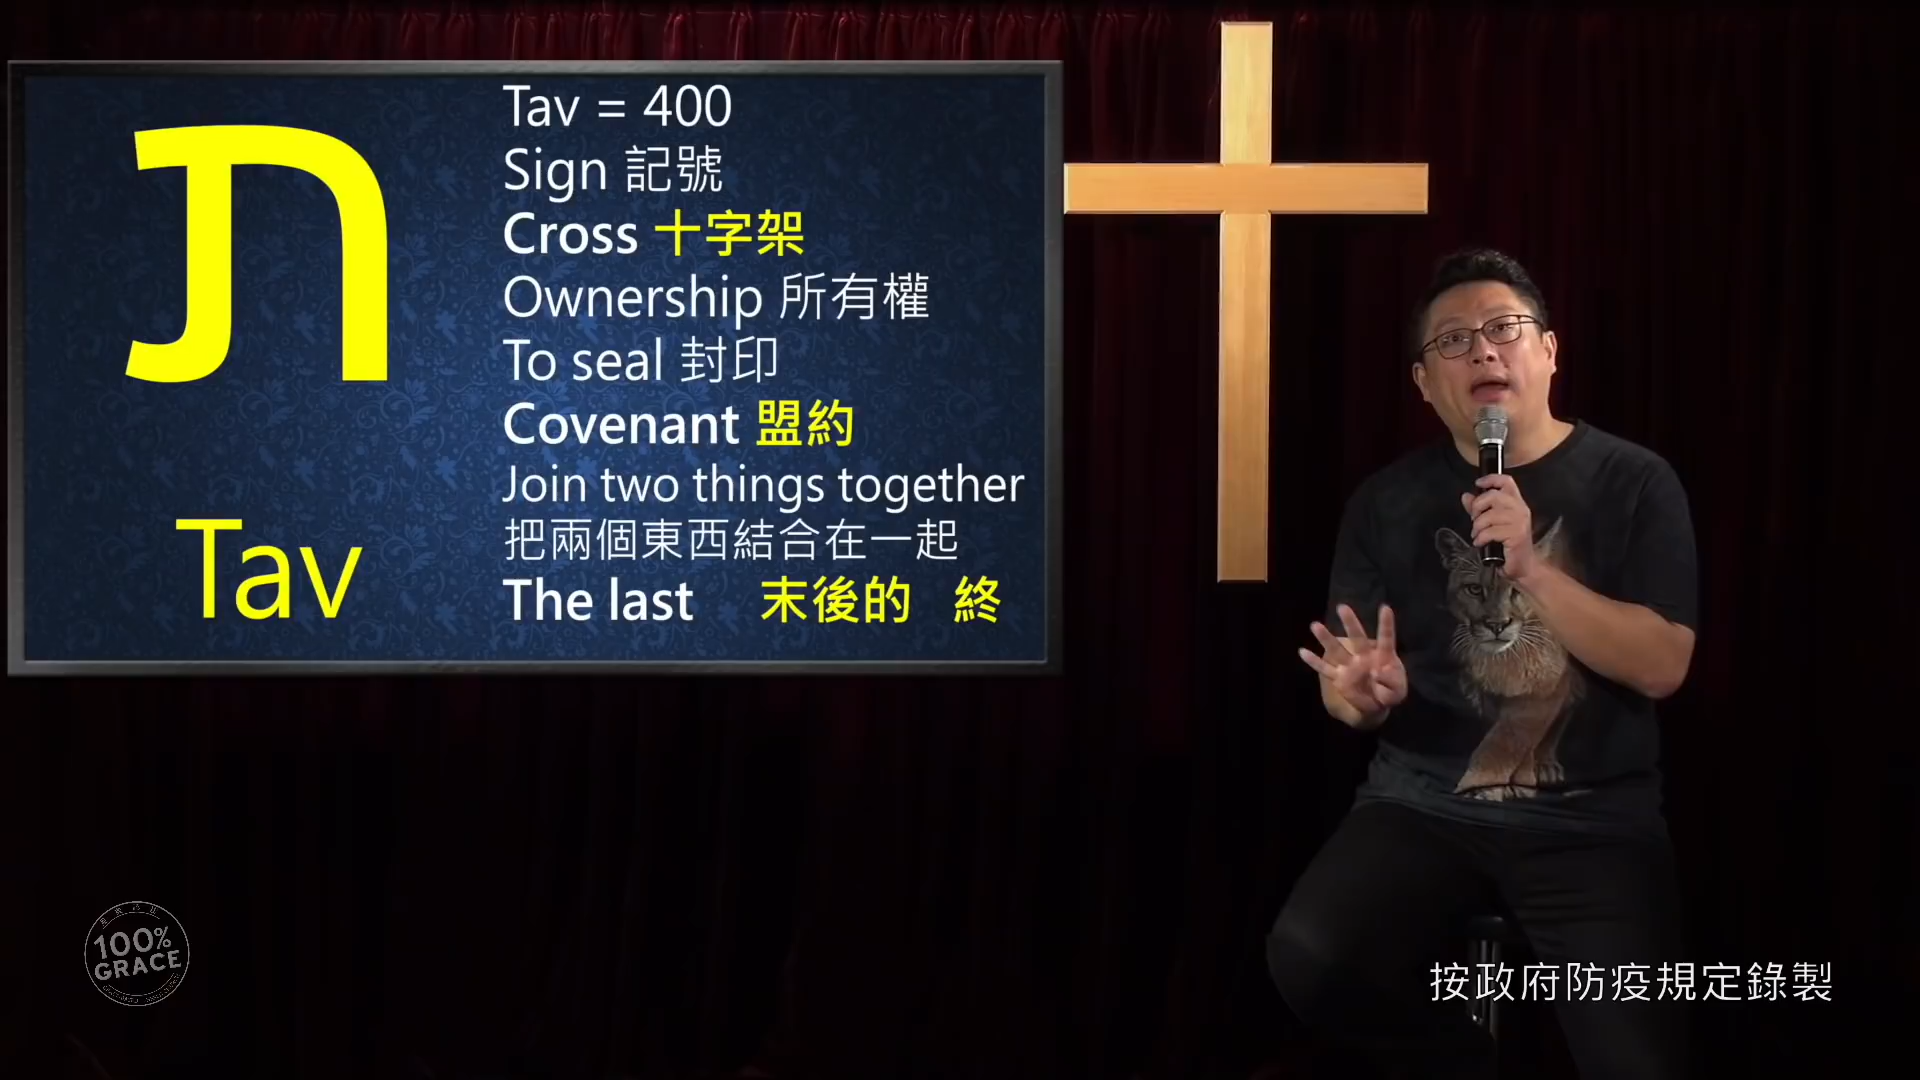 ת
Tav
Tav = 400
Sign 記號
Cross 十字架
Ownership 所有權
To seal 封印
Covenant 盟約
Join two things together
把兩個東西結合在一起
The last 末後的 終
100%
GRACE
按政府防疫規定錄製